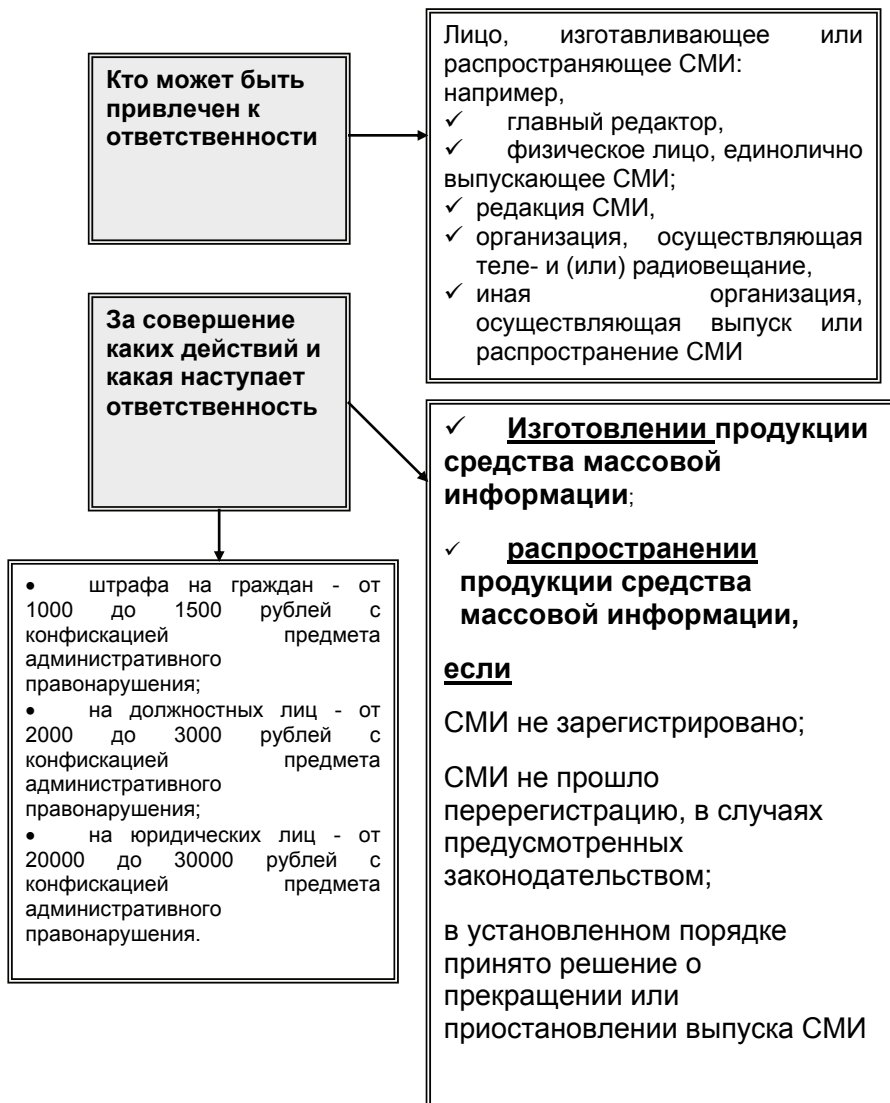 Кто может быть
привлечен к
ответственности
Лицо, изготавливающее или
распространяющее СМИ:
например,
✓ главный редактор,
✓ физическое лицо, единолично
выпускающее СМИ;
✓ редакция СМИ,
✓ организация, осуществляющая
теле- и (или) радиовещание,
✓ иная организация,
осуществляющая выпуск или
распространение СМИ
За совершение
каких действий и
какая наступает
ответственность
✓ Изготовлении продукции
средства массовой
информации;
✓ распространении
продукции средства
массовой информации,
если
СМИ не зарегистрировано;
СМИ не прошло
перерегистрацию, в случаях
предусмотренных
законодательством;
в установленном порядке
принято решение о
прекращении или
приостановлении выпуска СМИ
• штрафа на граждан - от
1000 до 1500 рублей с
конфискацией предмета
административного
правонарушения;
• на должностных лиц - от
2000 до 3000 рублей с
конфискацией предмета
административного
правонарушения;
• на юридических лиц - от
20000 до 30000 рублей с
конфискацией предмета
административного
правонарушения.